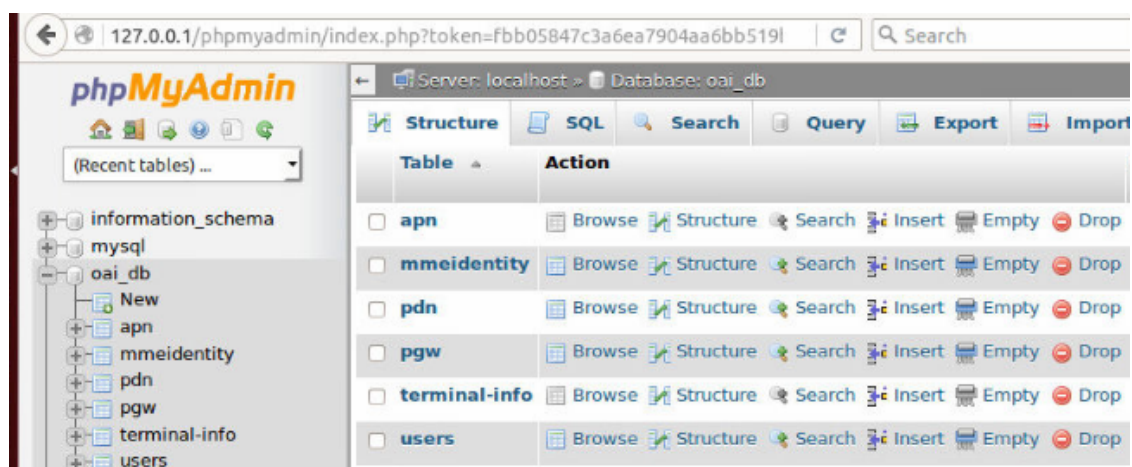 127.0.0.1/phpmyadmin/index.php?token=fbb05847c3a6ea7904aa6bb519l
Search
phpMyAdmin
(Recent tables) ...
information_schema
mysql
oai_db
New
apn
mmeidentity
pdn
pgw
terminal-info
users
Server: localhost » Database: oai_db
Structure SQL Search Query Export Import
Table Action
apn Browse Structure Search Insert Empty Drop
mmeidentity Browse Structure Search Insert Empty Drop
pdn Browse Structure Search Insert Empty Drop
pgw Browse Structure Search Insert Empty Drop
terminal-info Browse Structure Search Insert Empty Drop
users Browse Structure Search Insert Empty Drop